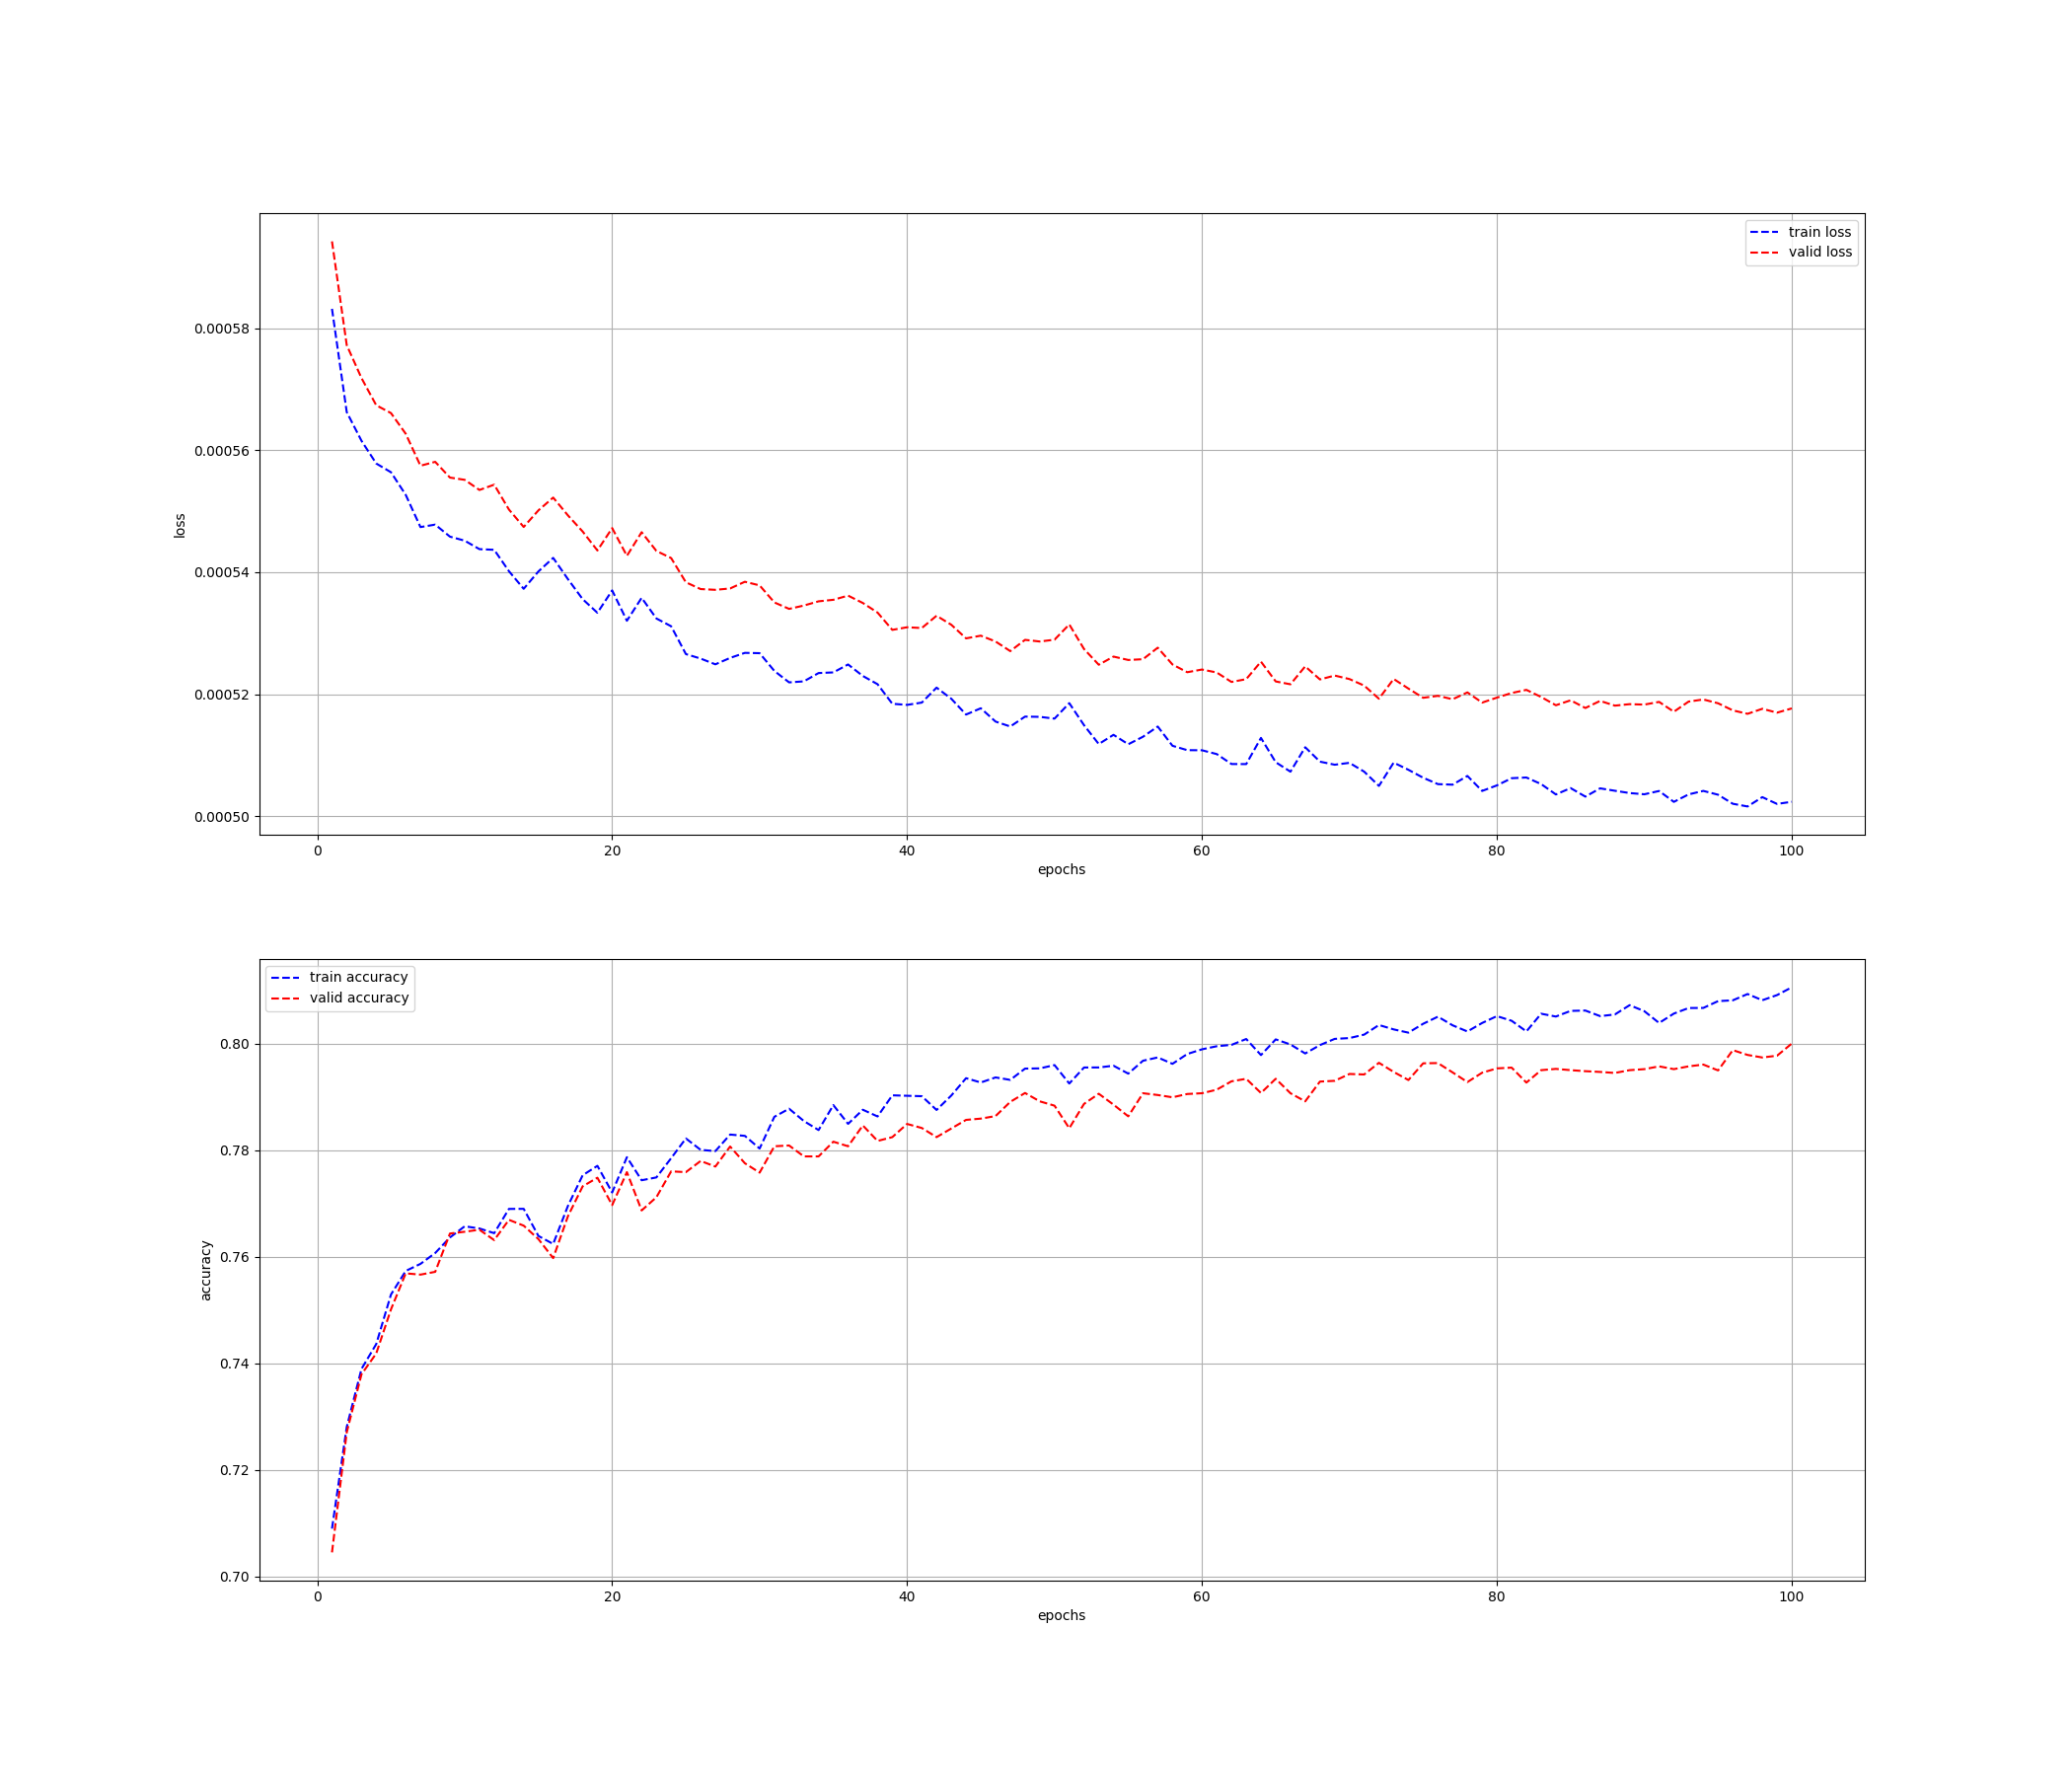 train loss
valid loss
0.00058
0.00056
loss
0.00054
0.00052
0.00050
0 20 40 60 80 100
epochs
train accuracy
valid accuracy
0.80
0.78
0.76
accuracy
0.74
0.72
0.70
0 20 40 60 80 100
epochs